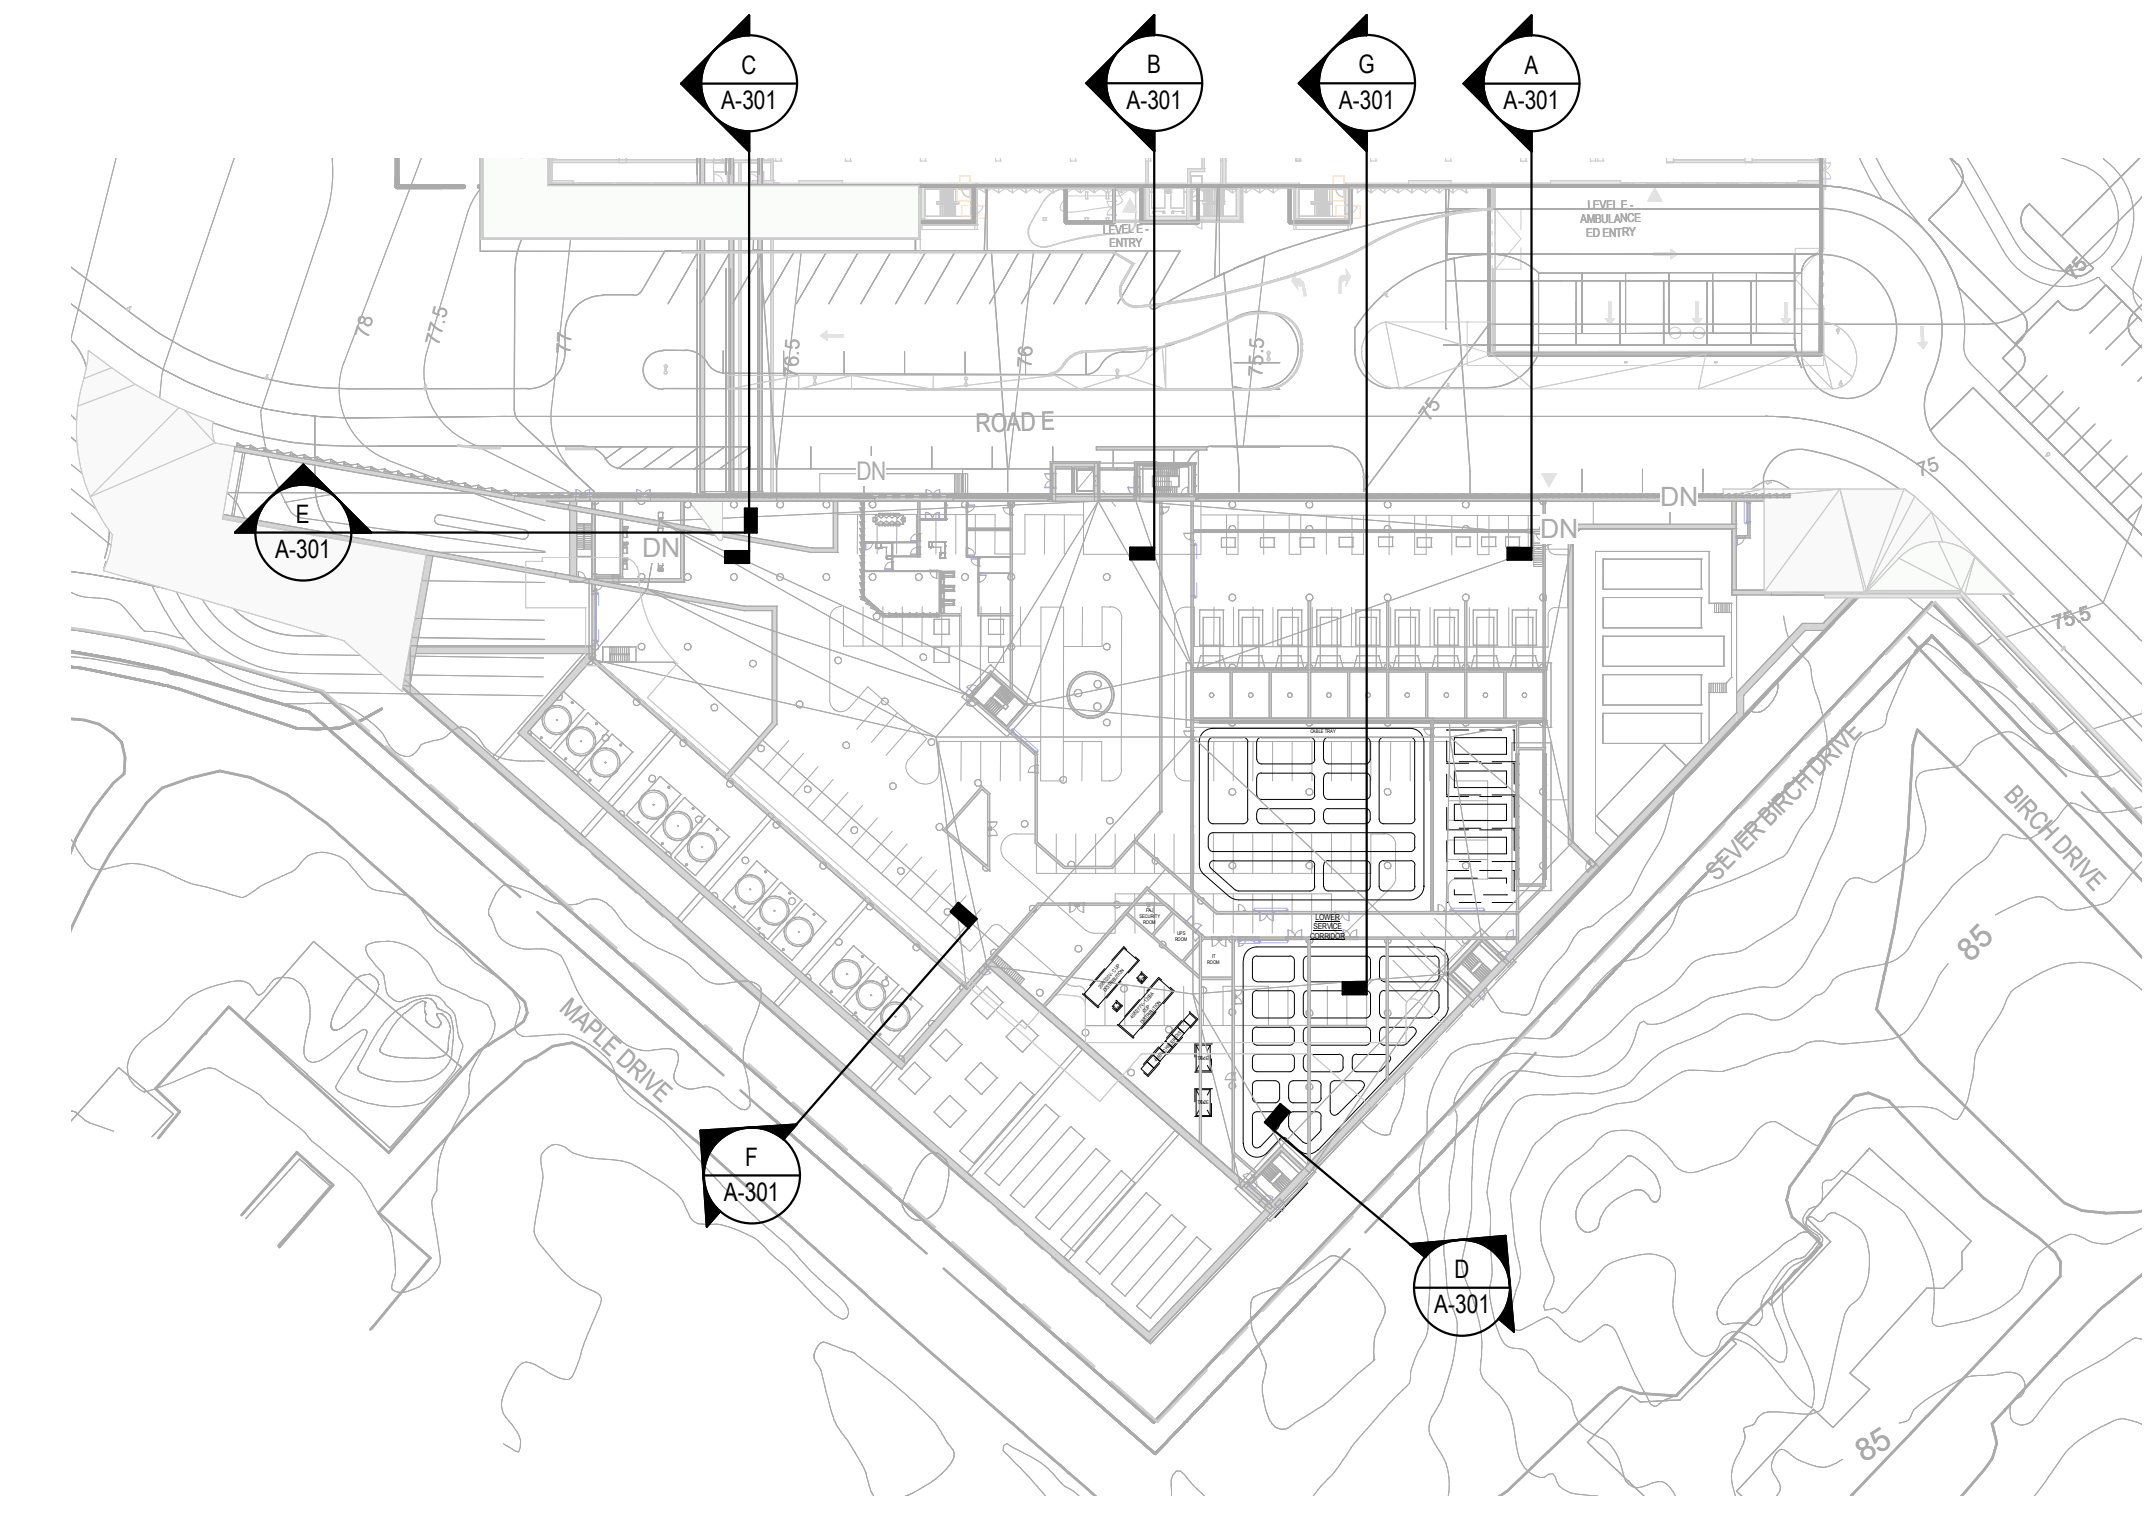 C
A-301
B
A-301
G
A-301
A
A-301
LEVEL E -
ENTRY
LEVEL E -
AMBULANCE
ED ENTRY
78
77.5
77
76.5
76
75.5
75
75
75
75.5
ROAD E
DN
DN
DN
DN
E
A-301
CABLE TRAY
SEVER BIRCH DRIVE
BIRCH DRIVE
SECURITY
ROOM
UPS
ROOM
IT
ROOM
LOWER
SERVICE
CORRIDOR
85
MAPLE DRIVE
F
A-301
D
A-301
85